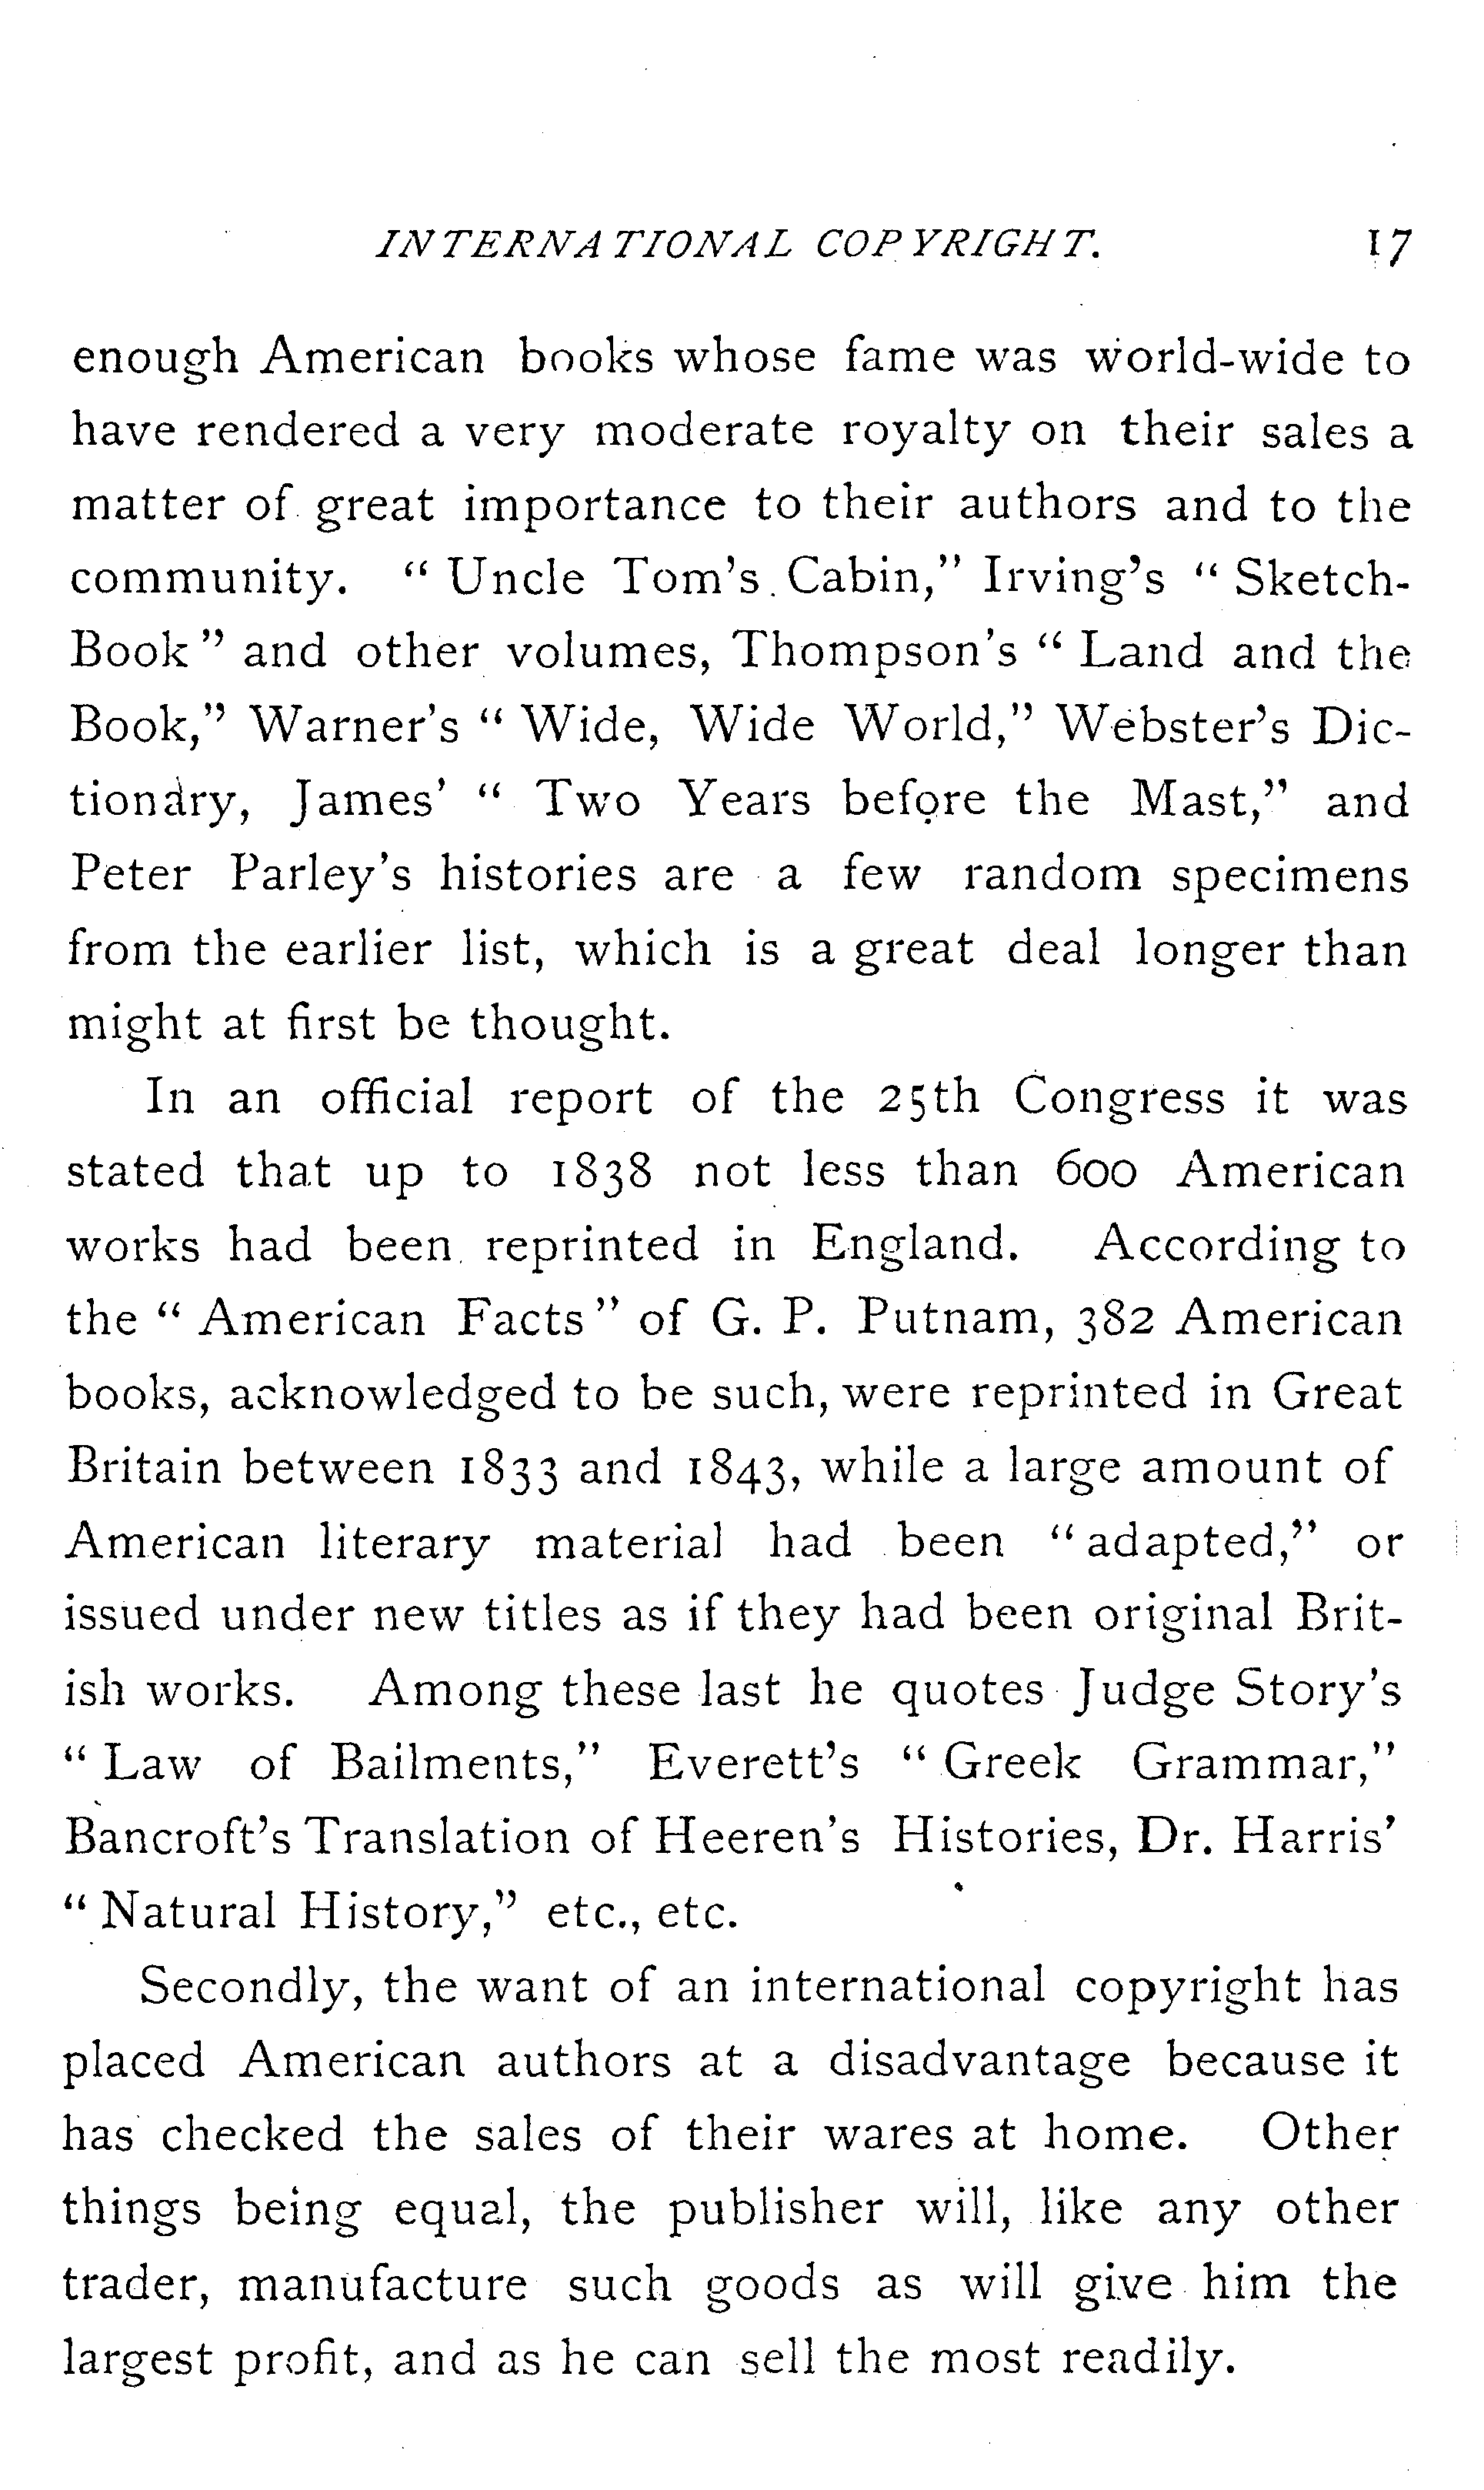 INTERNATIONAL COPYRIGHT. 17
enough American books whose fame was world-wide to
have rendered a very moderate royalty on their sales a
matter of great importance to their authors and to the
community. “ Uncle Tom’s Cabin,” Irving’s “ Sketch-
Book ” and other volumes, Thompson’s “ Land and the
Book,” Warner’s “ Wide, Wide World,” Webster’s Dic-
tionary, James’ “ Two Years before the Mast,” and
Peter Parley’s histories are a few random specimens
from the earlier list, which is a great deal longer than
might at first be thought.
In an official report of the 25th Congress it was
stated that up to 1838 not less than 600 American
works had been reprinted in England. According to
the “ American Facts ” of G. P. Putnam, 382 American
books, acknowledged to be such, were reprinted in Great
Britain between 1833 and 1843, while a large amount of
American literary material had been “ adapted,” or
issued under new titles as if they had been original Brit-
ish works. Among these last he quotes Judge Story’s
“ Law of Bailments,” Everett’s “ Greek Grammar,”
Bancroft’s Translation of Heeren’s Histories, Dr. Harris’
“ Natural History,” etc., etc.
Secondly, the want of an international copyright has
placed American authors at a disadvantage because it
has checked the sales of their wares at home. Other
things being equal, the publisher will, like any other
trader, manufacture such goods as will give him the
largest profit, and as he can sell the most readily.